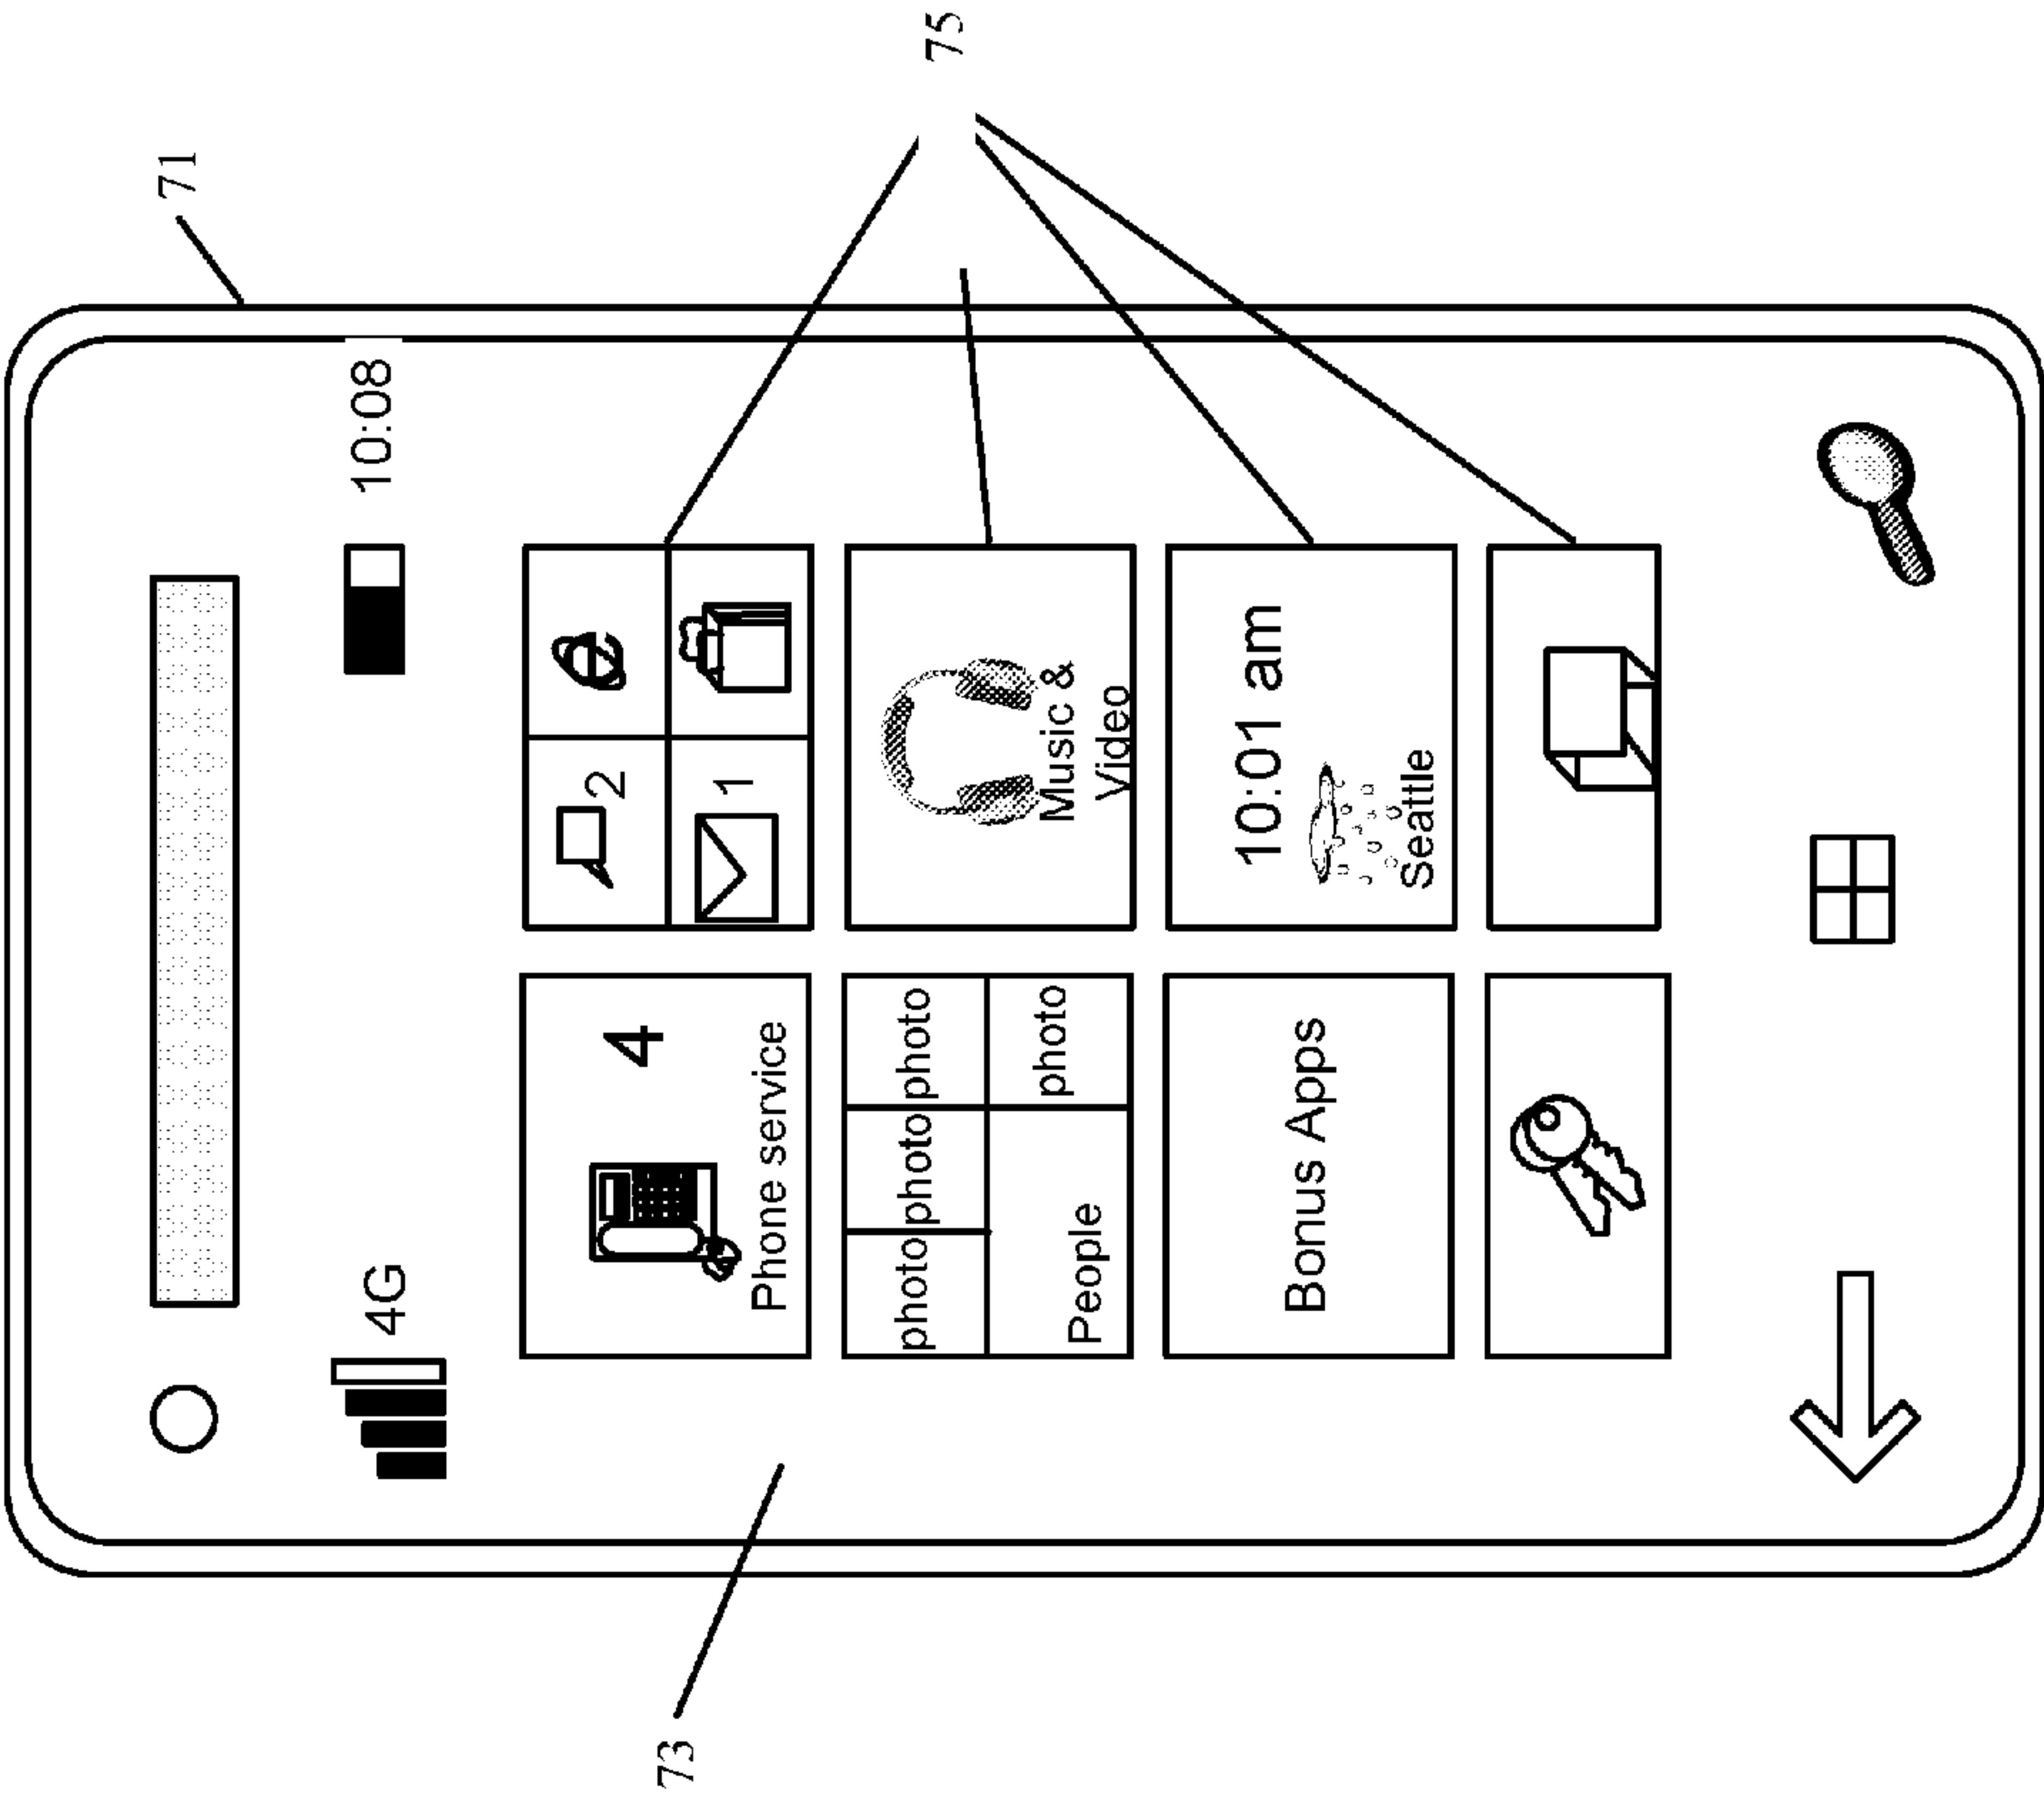 71
4G
10:08
4
Phone service
2
e
1
75
73
photo
photo
photo
photo
People
Music &
Video
Bonus Apps
10:01 am
Seattle